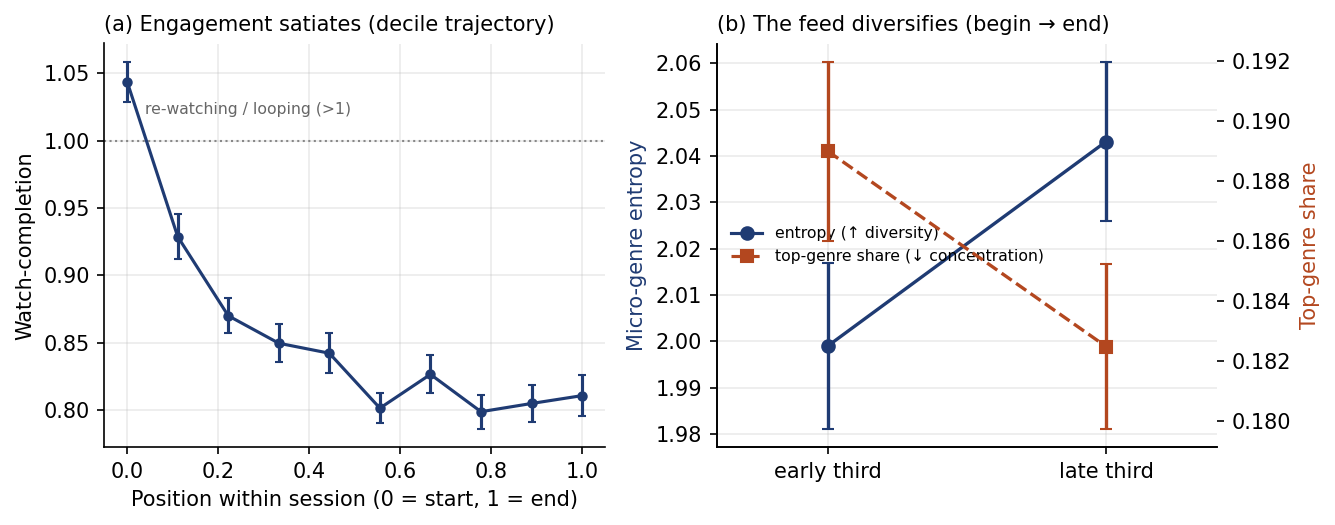 (a) Engagement satiates (decile trajectory)
1.05
1.00
0.95
0.90
0.85
0.80
Watch-completion
re-watching / looping (>1)
0.0 0.2 0.4 0.6 0.8 1.0
Position within session (0 = start, 1 = end)
(b) The feed diversifies (begin → end)
2.06
2.05
2.04
2.03
2.02
2.01
2.00
1.99
1.98
Micro-genre entropy
entropy (↑ diversity)
top-genre share (↓ concentration)
early third late third
0.192
0.190
0.188
0.186
0.184
0.182
0.180
Top-genre share